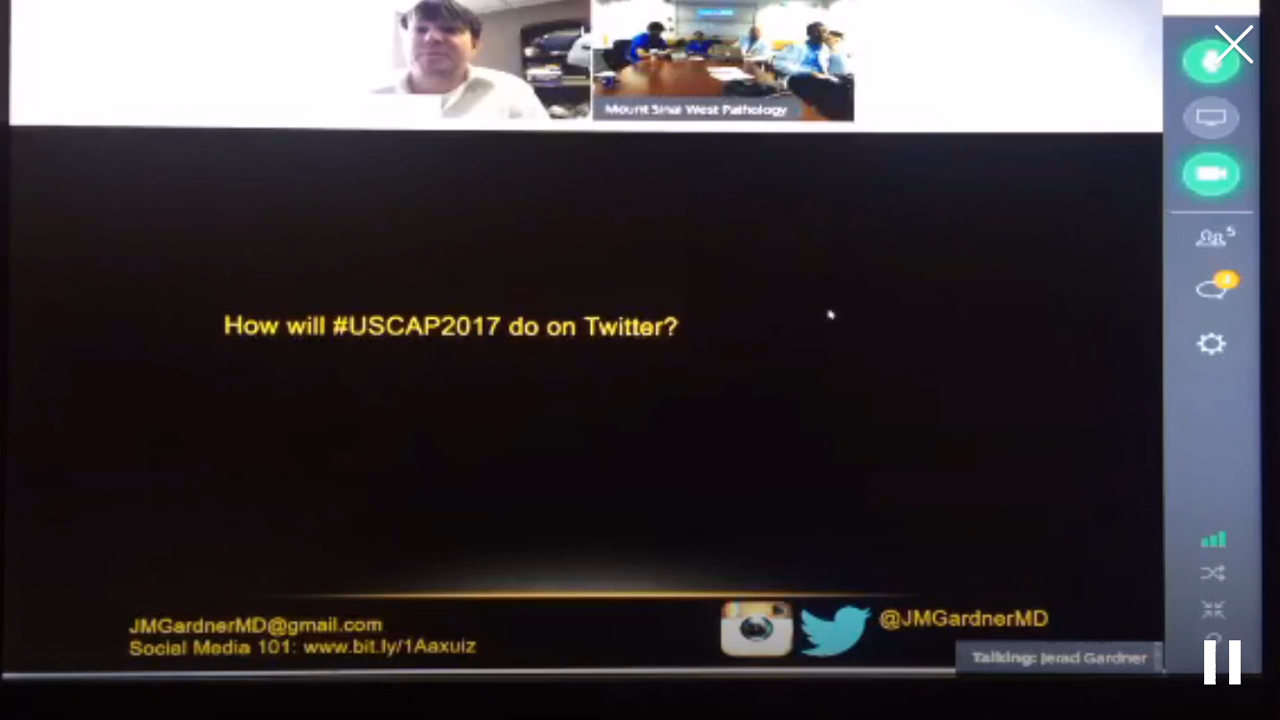 Mount Sinai West Pathology
5
How will #USCAP2017 do on Twitter?
JMGardnerMD@gmail.com
Social Media 101: www.bit.ly/1Aaxuiz
@JMGardnerMD
Talking: Jerad Gardner